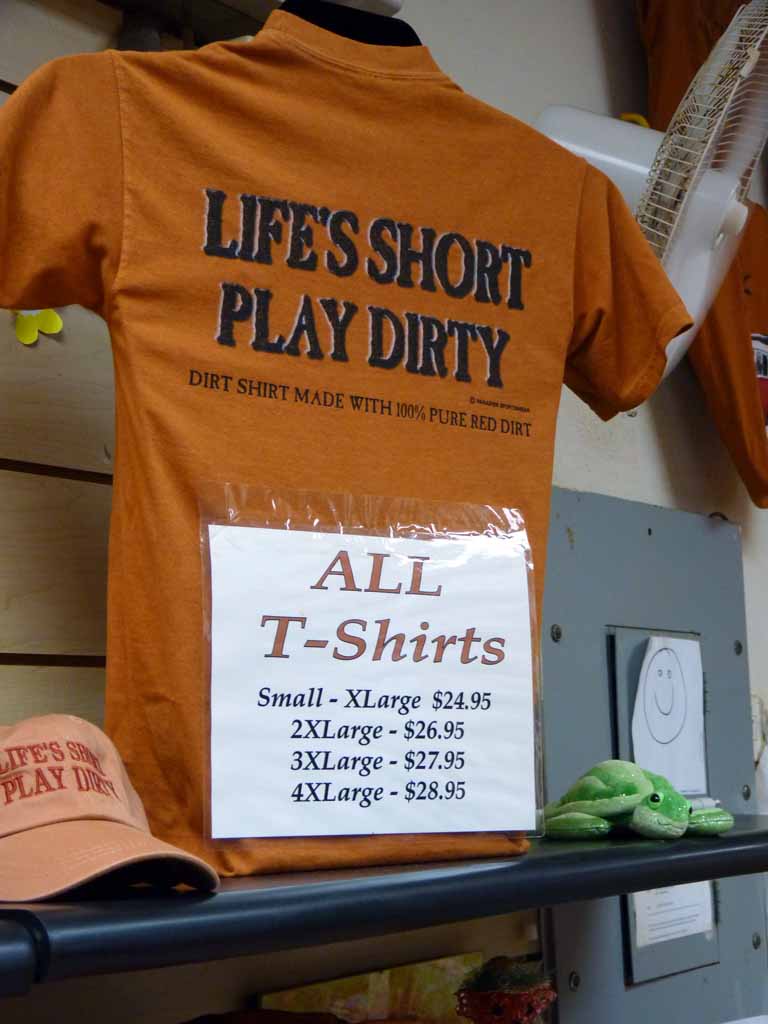 LIFE'S SHORT
PLAY DIRTY
DIRT SHIRT MADE WITH 100% PURE RED DIRT
ALL
T-Shirts
Small - XLarge $24.95
2XLarge - $26.95
3XLarge - $27.95
4XLarge - $28.95
LIFE'S
PLAY